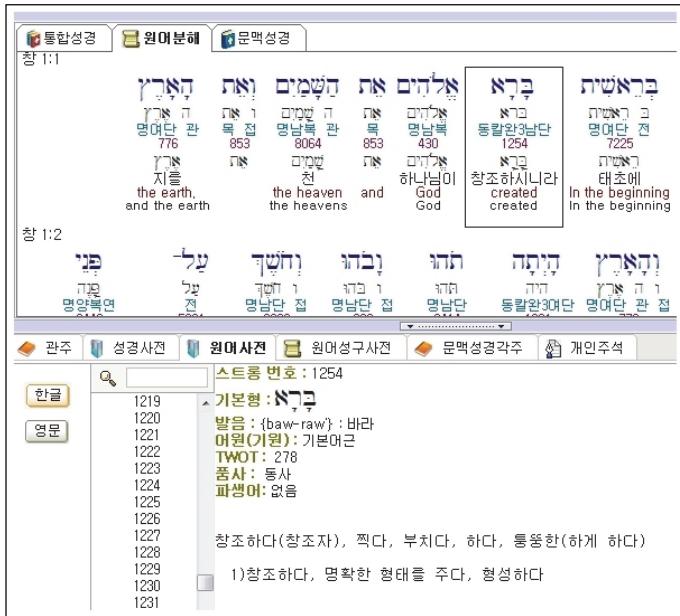 통합성경 원어분해 문맥성경
창 1:1
בְּרֵאשִׁית בָּרָא אֱלֹהִים אֵת הַשָּׁמַיִם וְאֵת הָאָרֶץ
ב רֵאשִׁית ברא אֱלֹהִים אֵת ה שָׁמַיִם ו אֵת ה אֶרֶץ
명여단 관 목 접 명남복 관 목 명남복 동칼완3남단 명여단 전
776 853 8064 853 430 1254 7225
רֵאשִׁית בָּרָא אֱלֹהִים אֵת שָׁמַיִם אֵת אֶרֶץ
지를 천 하나님이 창조하시니라 태초에
the earth, the heaven and God created In the beginning
and the earth the heavens God created In the beginning
창 1:2
וְהָאָרֶץ הָיְתָה תֹהוּ וָבֹהוּ וְחֹשֶׁךְ עַל־ פְּנֵי
ו ה אֶרֶץ היה תֹּהוּ ו בֹּהוּ ו חֹשֶׁךְ עַל פָּנֶה
명양복연 전 명남단 접 명남단 접 명남단 동칼완3여단 명여단 관 접
관주 성경사전 원어사전 원어성구사전 문맥성경각주 개인주석
한글
영문
1219
1220
1221
1222
1223
1224
1225
1226
1227
1228
1229
1230
1231
스트롱 번호 : 1254
기본형 : בָּרָא
발음 : {baw-raw'} : 바라
어원(기원) : 기본어근
TWOT : 278
품사 : 동사
파생어: 없음
창조하다(창조자), 찍다, 부치다, 하다, 통뚱한(하게 하다)
1)창조하다, 명확한 형태를 주다, 형성하다